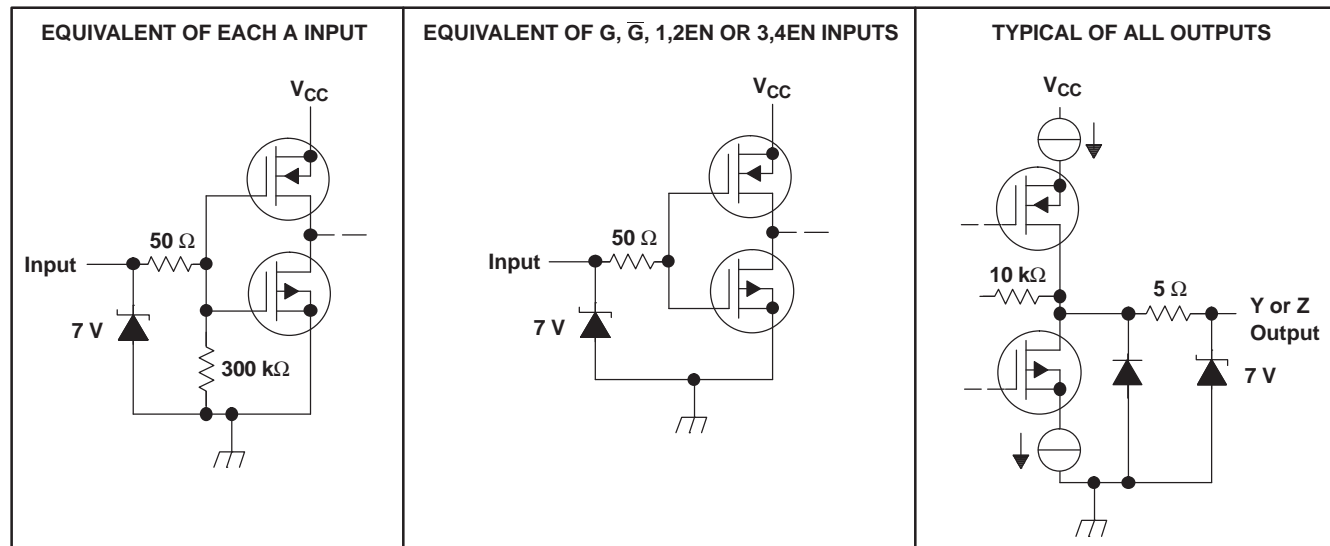 EQUIVALENT OF EACH A INPUT
VCC
50 Ω
Input
7 V
300 kΩ
EQUIVALENT OF G, G̅, 1,2EN OR 3,4EN INPUTS
VCC
50 Ω
Input
7 V
TYPICAL OF ALL OUTPUTS
VCC
10 kΩ
5 Ω
Y or Z
Output
7 V